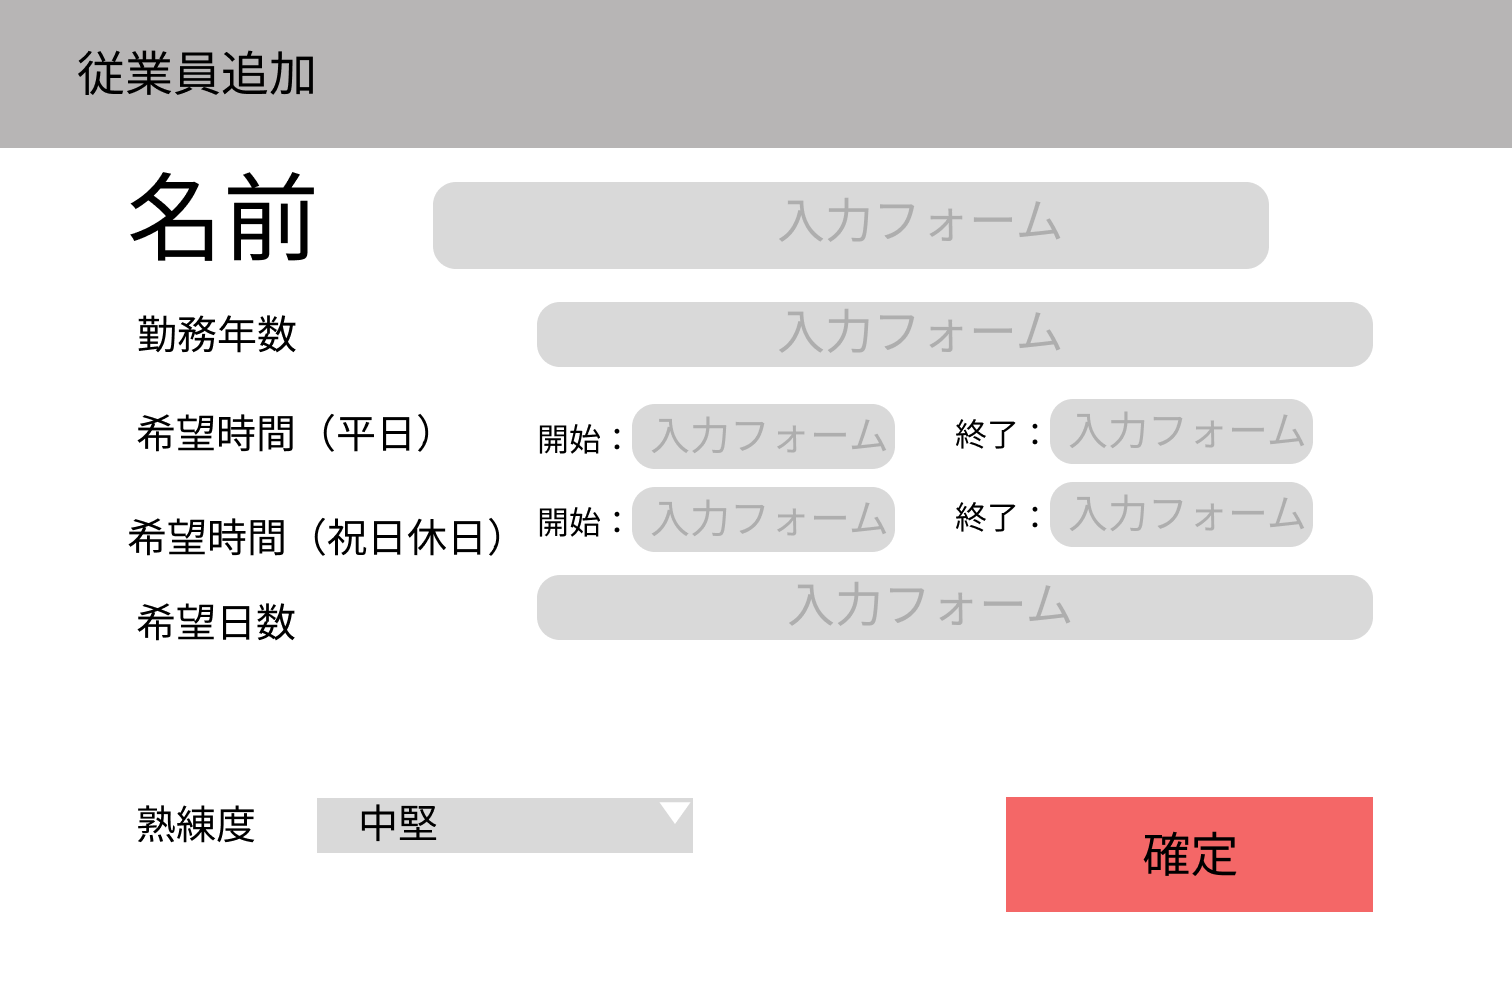 従業員追加
名前 入力フォーム
勤務年数 入力フォーム
希望時間（平日） 開始： 入力フォーム 終了： 入力フォーム
希望時間（祝日休日） 開始： 入力フォーム 終了： 入力フォーム
希望日数 入力フォーム
熟練度 中堅
確定